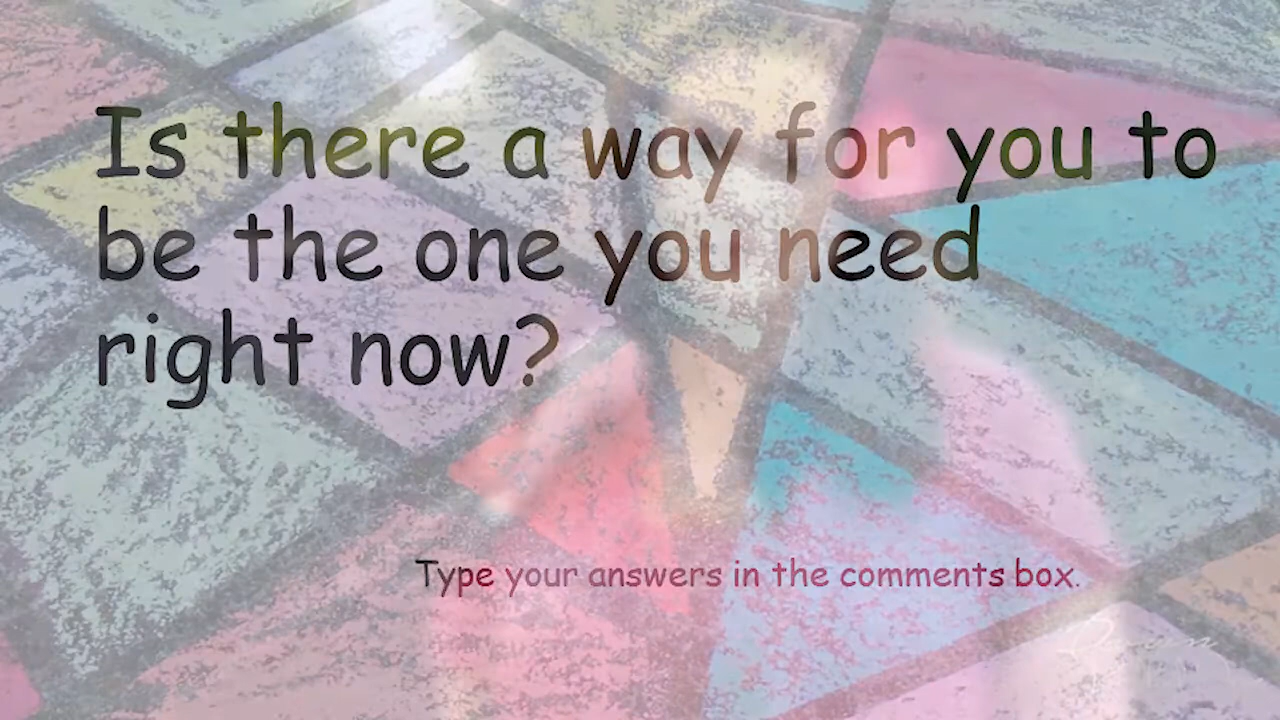 Is there a way for you to
be the one you need
right now?
Type your answers in the comments box.